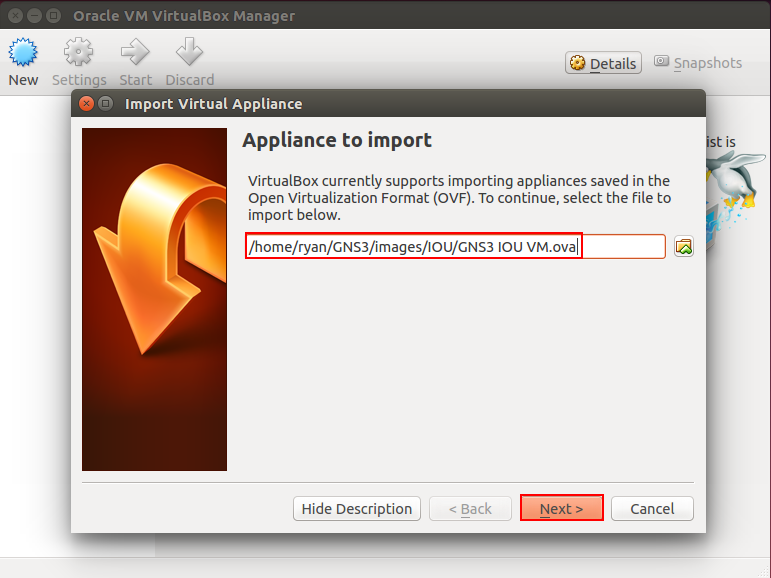 Oracle VM VirtualBox Manager
New Settings Start Discard
Details Snapshots
Import Virtual Appliance
ist is
Appliance to import
VirtualBox currently supports importing appliances saved in the
Open Virtualization Format (OVF). To continue, select the file to
import below.
/home/ryan/GNS3/images/IOU/GNS3 IOU VM.ova
Hide Description < Back Next > Cancel